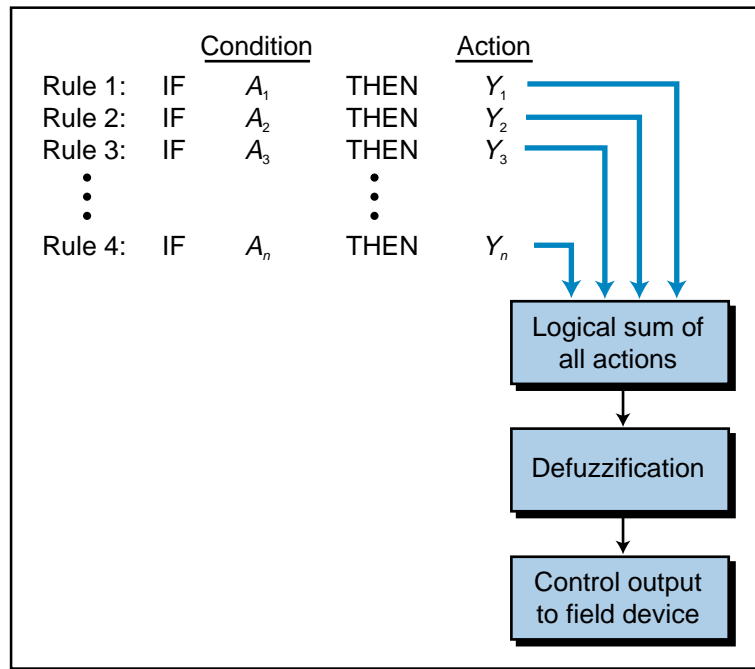 Condition Action
Rule 1: IF A₁ THEN Y₁
Rule 2: IF A₂ THEN Y₂
Rule 3: IF A₃ THEN Y₃
Rule 4: IF Aₙ THEN Yₙ
Logical sum of
all actions
Defuzzification
Control output
to field device